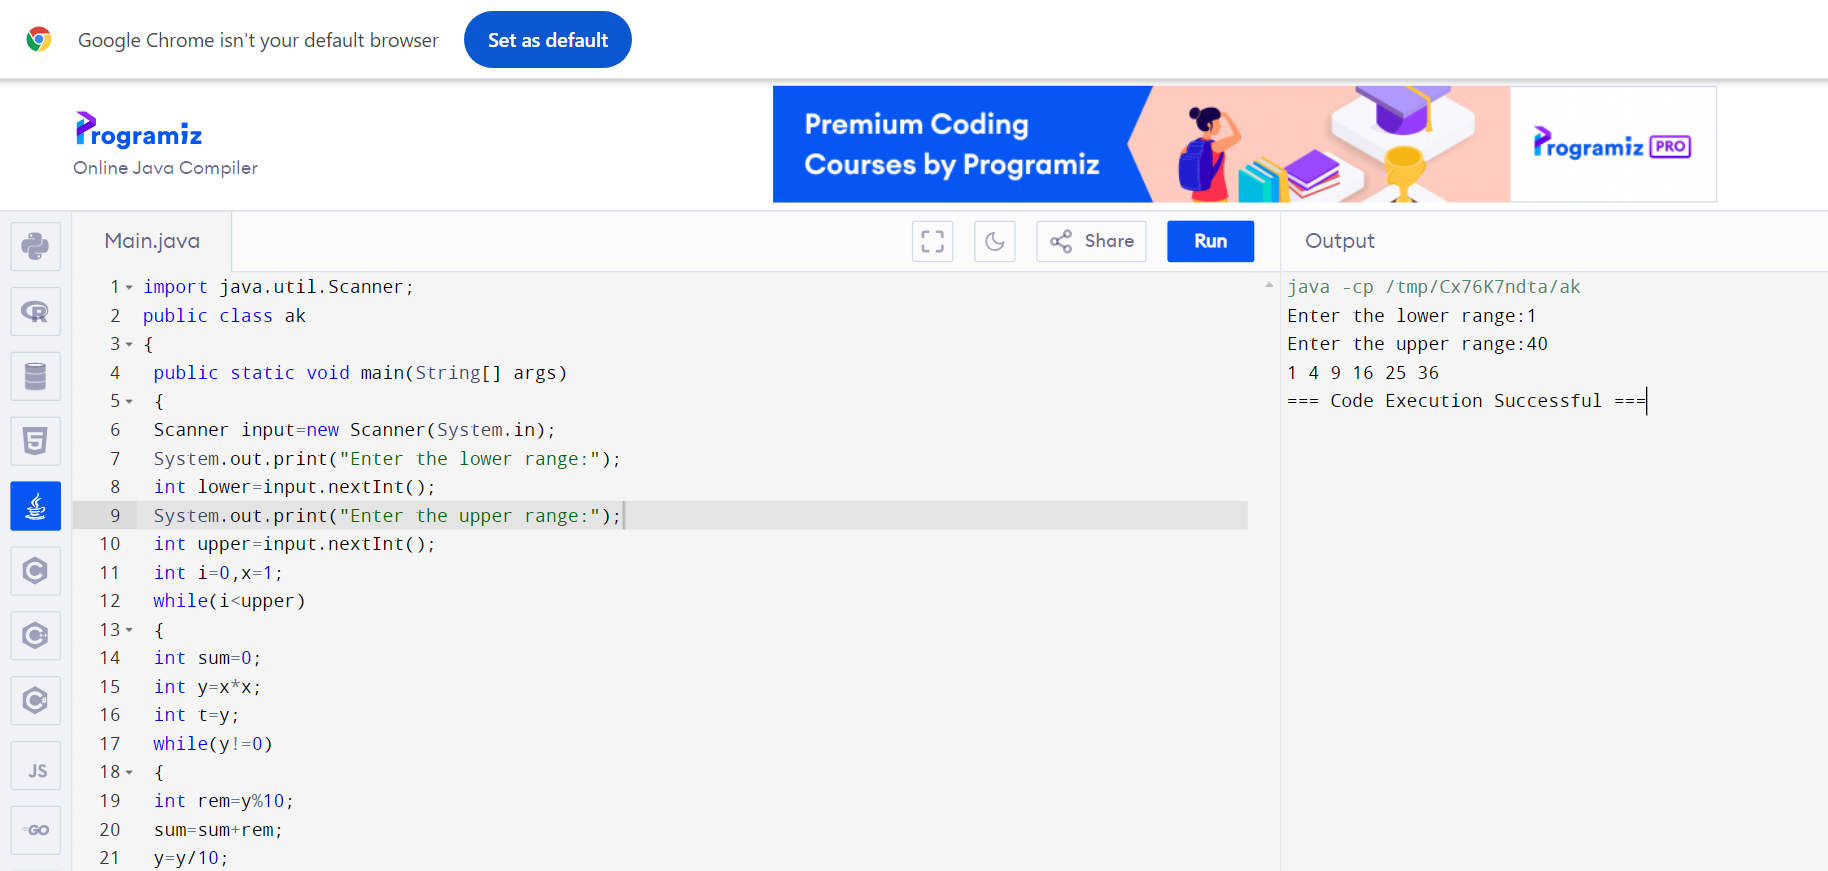 Google Chrome isn't your default browser
Set as default
Programiz
Online Java Compiler
Premium Coding
Courses by Programiz
Programiz PRO
Main.java
Share
Run
Output
1 import java.util.Scanner;
2 public class ak
3 {
4 public static void main(String[] args)
5 {
6 Scanner input=new Scanner(System.in);
7 System.out.print("Enter the lower range:");
8 int lower=input.nextInt();
9 System.out.print("Enter the upper range:");
10 int upper=input.nextInt();
11 int i=0,x=1;
12 while(i<upper)
13 {
14 int sum=0;
15 int y=x*x;
16 int t=y;
17 while(y!=0)
18 {
19 int rem=y%10;
20 sum=sum+rem;
21 y=y/10;
java -cp /tmp/Cx76K7ndta/ak
Enter the lower range:1
Enter the upper range:40
1 4 9 16 25 36
=== Code Execution Successful ===
R
5
C
C++
C#
JS
GO